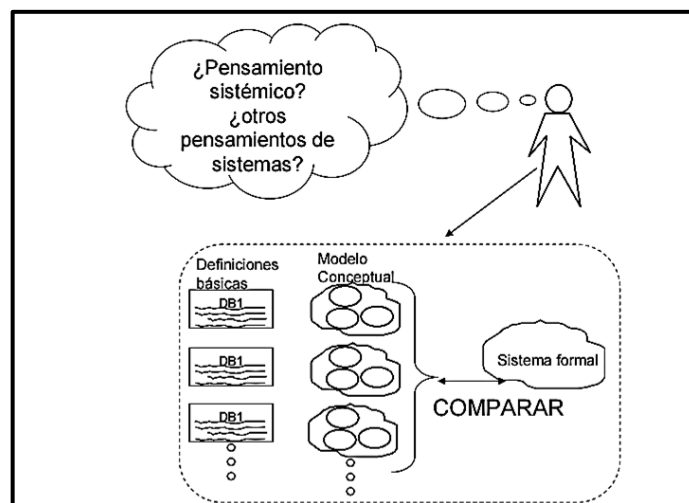 ¿Pensamiento
sistémico?
¿otros
pensamientos de
sistemas?
Definiciones
básicas
Modelo
Conceptual
DB1
DB1
DB1
Sistema formal
COMPARAR